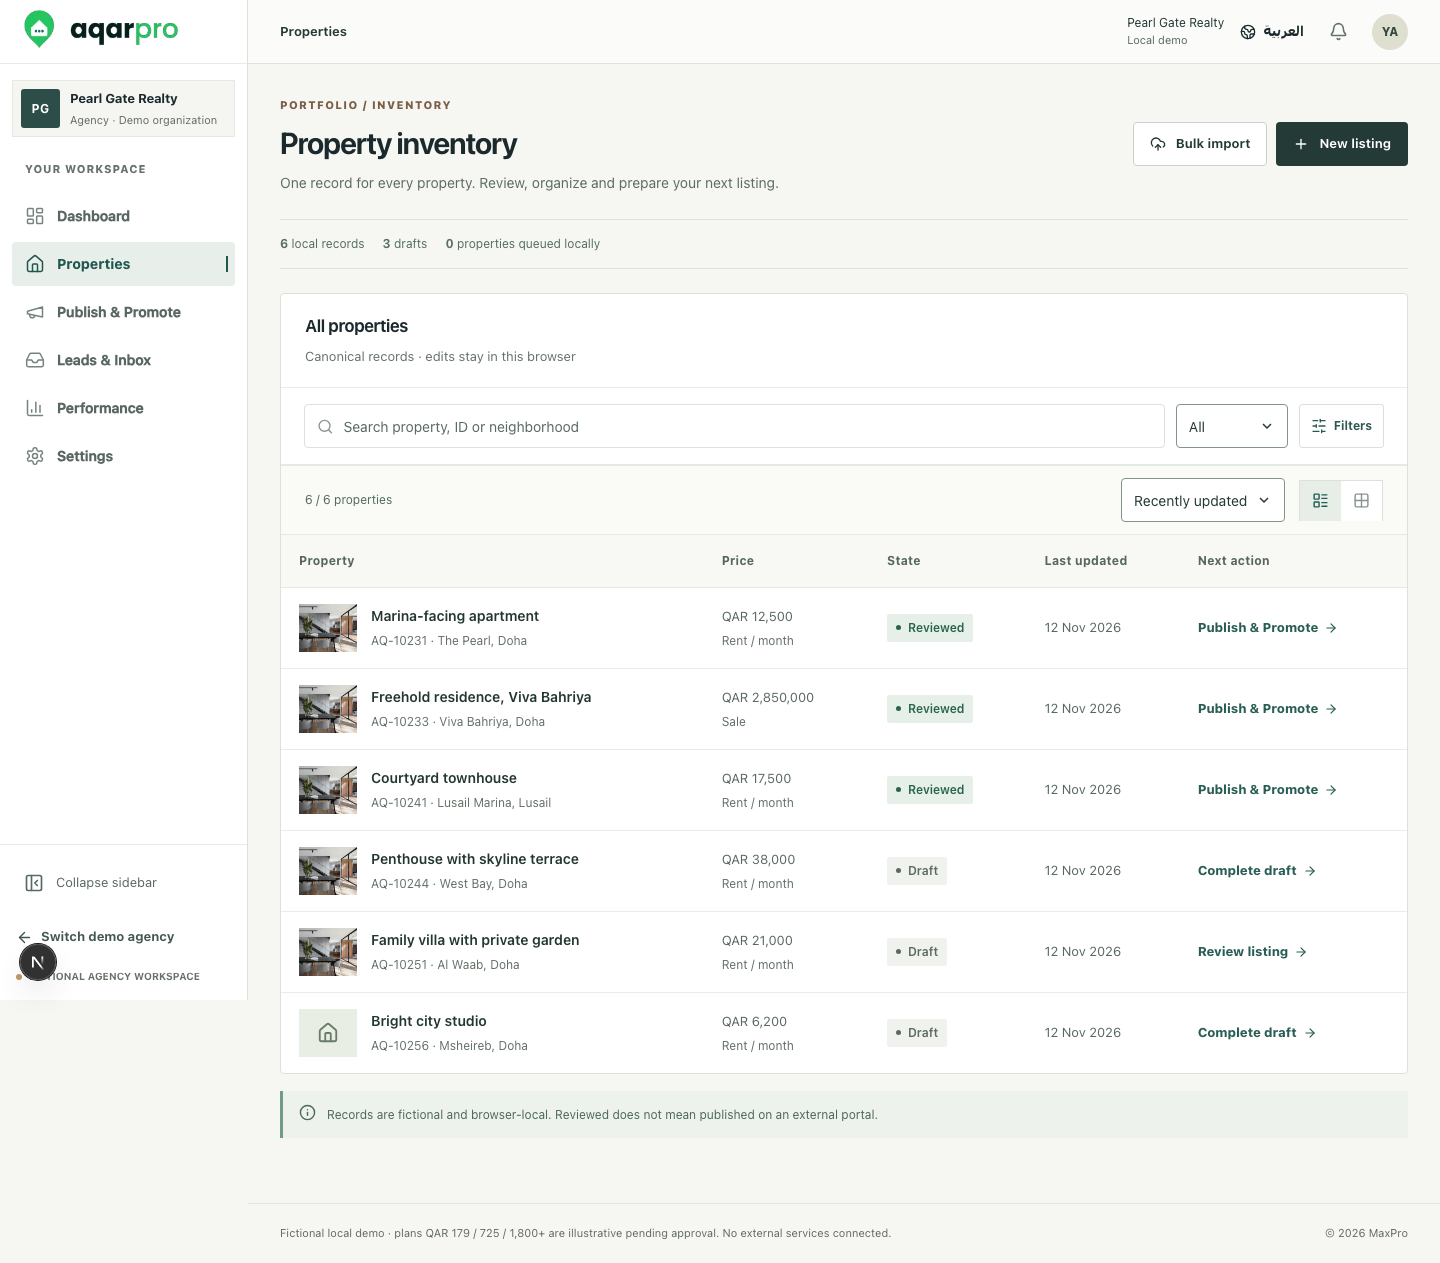 aqarpro
Properties
Pearl Gate Realty
Local demo
العربية
YA
PG
Pearl Gate Realty
Agency · Demo organization
YOUR WORKSPACE
Dashboard
Properties
Publish & Promote
Leads & Inbox
Performance
Settings
Collapse sidebar
Switch demo agency
N
IONAL AGENCY WORKSPACE
PORTFOLIO / INVENTORY
Property inventory
One record for every property. Review, organize and prepare your next listing.
Bulk import
New listing
6 local records 3 drafts 0 properties queued locally
All properties
Canonical records · edits stay in this browser
Search property, ID or neighborhood
All
Filters
6 / 6 properties
Recently updated
Property Price State Last updated Next action
Marina-facing apartment
AQ-10231 · The Pearl, Doha
QAR 12,500
Rent / month
Reviewed
12 Nov 2026
Publish & Promote
Freehold residence, Viva Bahriya
AQ-10233 · Viva Bahriya, Doha
QAR 2,850,000
Sale
Reviewed
12 Nov 2026
Publish & Promote
Courtyard townhouse
AQ-10241 · Lusail Marina, Lusail
QAR 17,500
Rent / month
Reviewed
12 Nov 2026
Publish & Promote
Penthouse with skyline terrace
AQ-10244 · West Bay, Doha
QAR 38,000
Rent / month
Draft
12 Nov 2026
Complete draft
Family villa with private garden
AQ-10251 · Al Waab, Doha
QAR 21,000
Rent / month
Draft
12 Nov 2026
Review listing
Bright city studio
AQ-10256 · Msheireb, Doha
QAR 6,200
Rent / month
Draft
12 Nov 2026
Complete draft
Records are fictional and browser-local. Reviewed does not mean published on an external portal.
Fictional local demo · plans QAR 179 / 725 / 1,800+ are illustrative pending approval. No external services connected.
© 2026 MaxPro